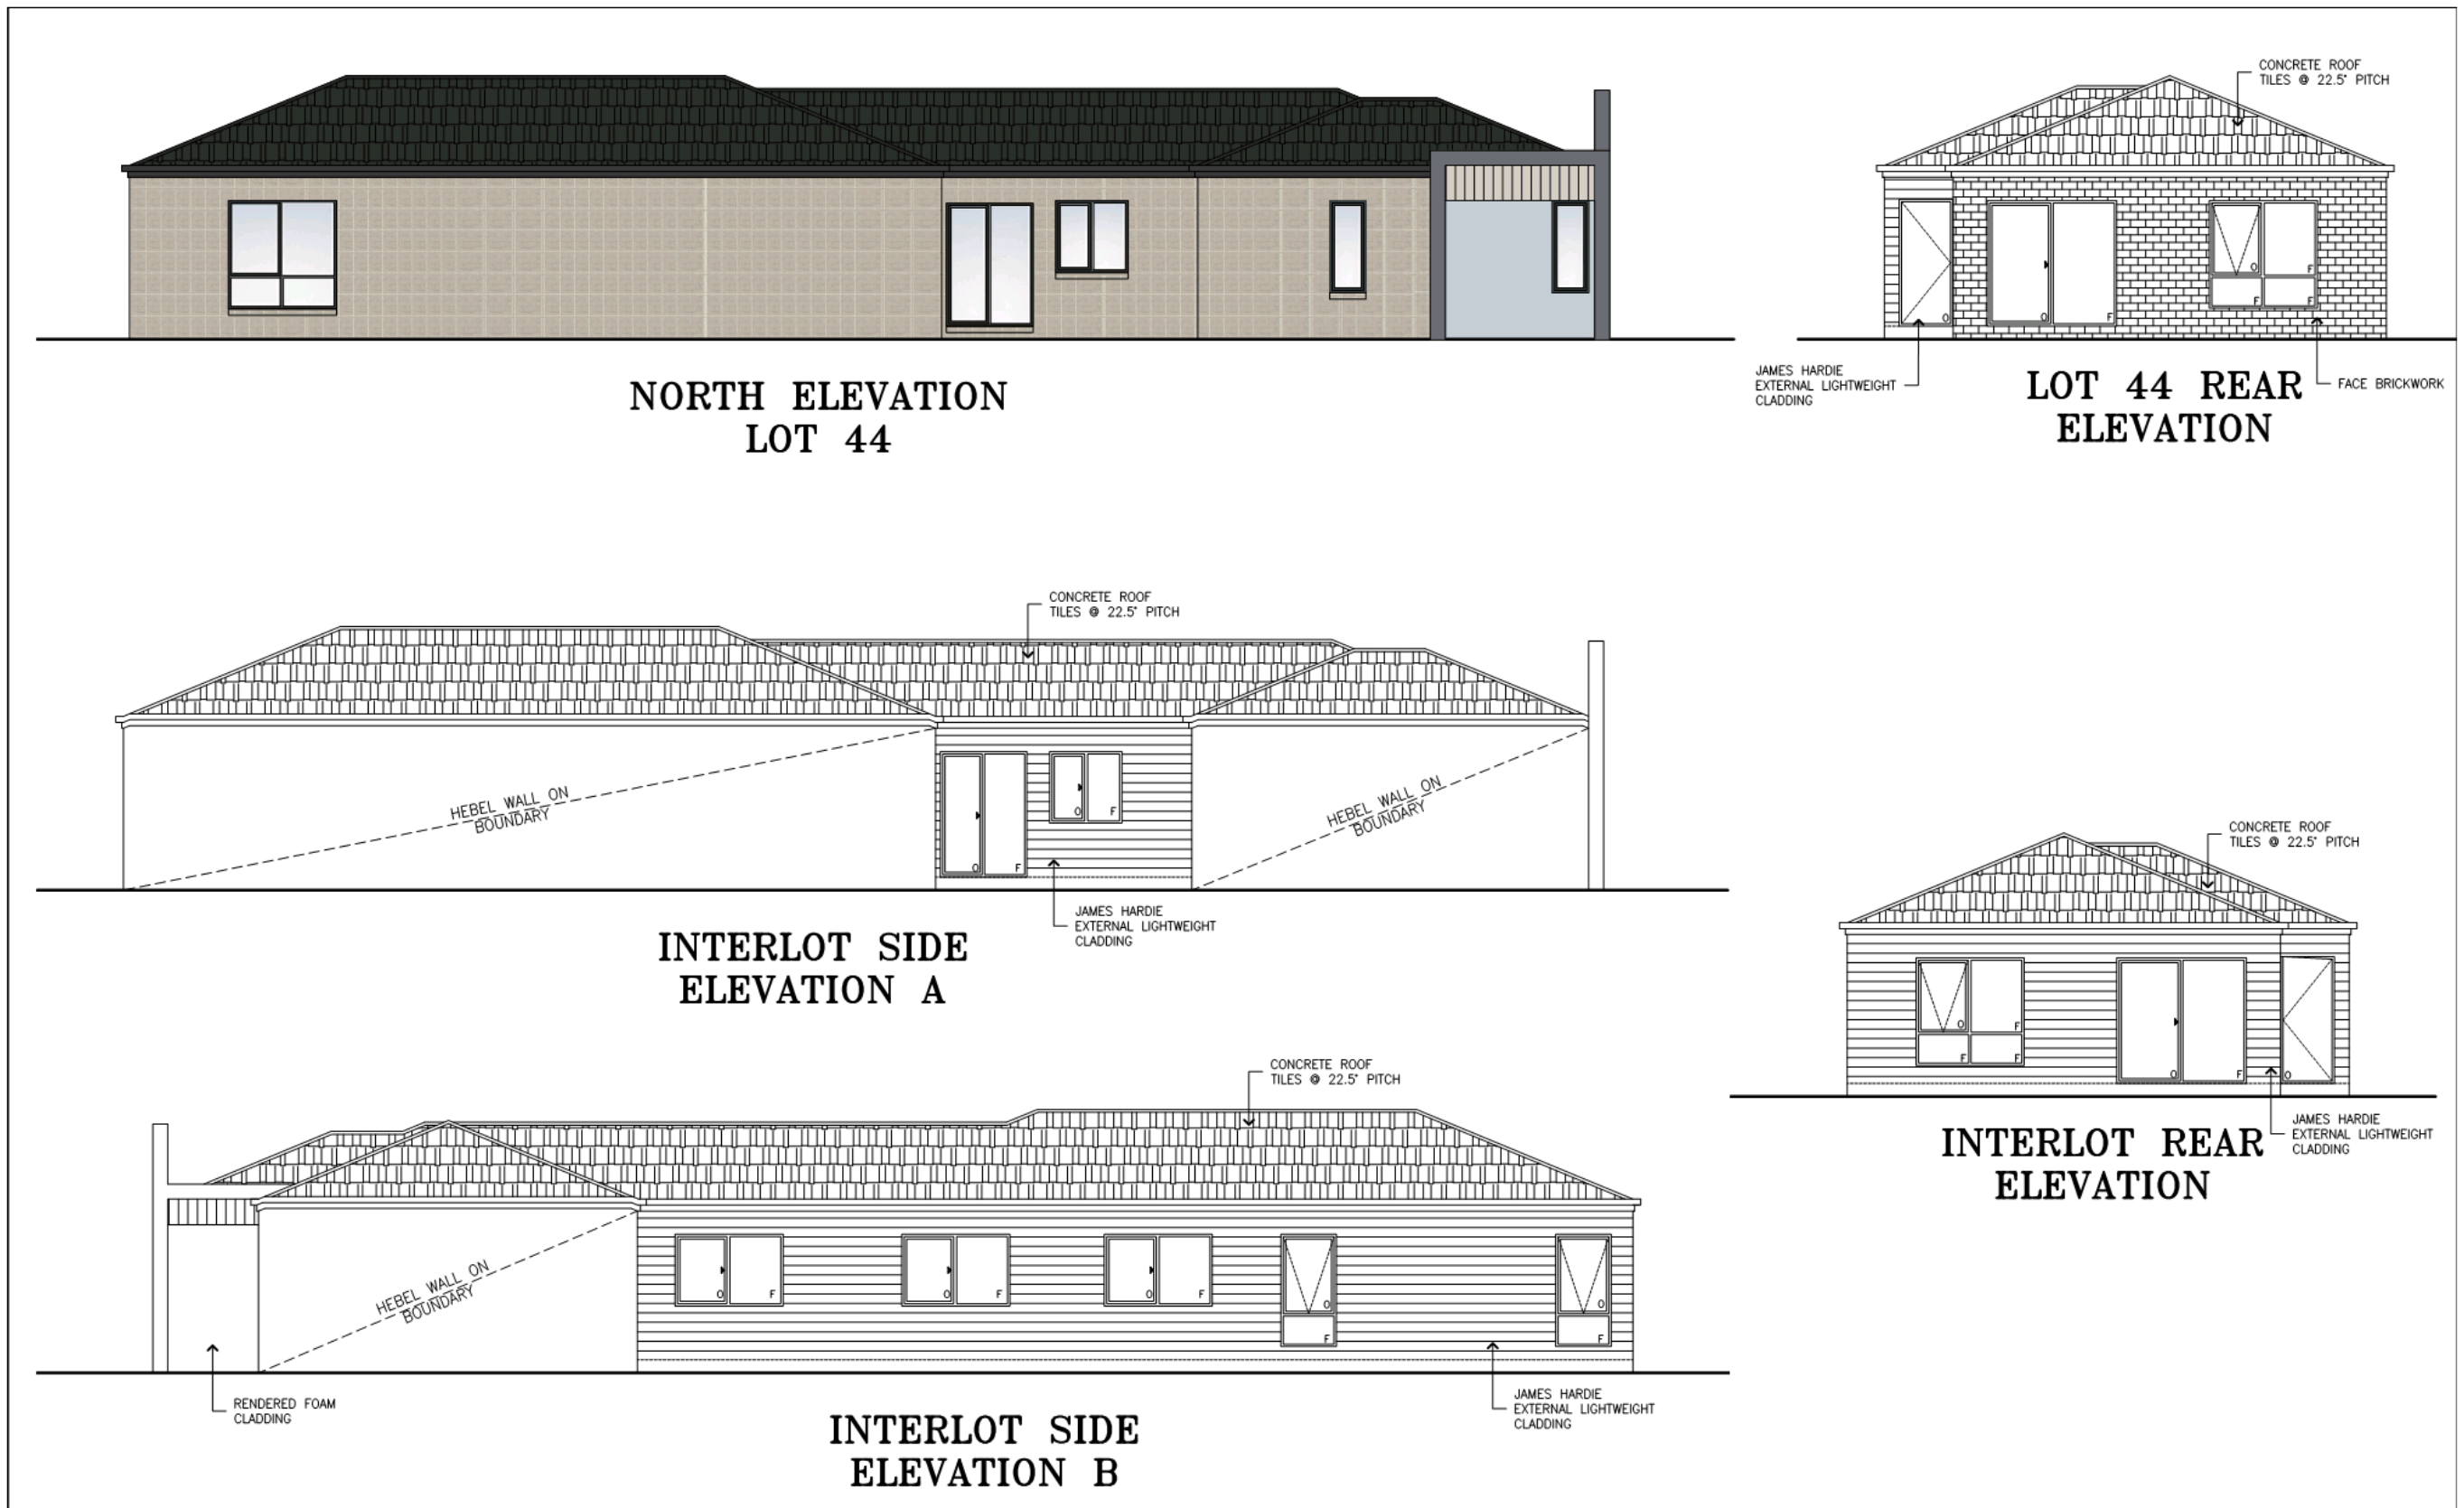 CONCRETE ROOF
TILES @ 22.5° PITCH
JAMES HARDIE
EXTERNAL LIGHTWEIGHT
CLADDING
O
O
F
O
F
F
F
FACE BRICKWORK
NORTH ELEVATION
LOT 44
LOT 44 REAR
ELEVATION
CONCRETE ROOF
TILES @ 22.5° PITCH
HEBEL WALL ON
BOUNDARY
O
F
O
F
HEBEL WALL ON
BOUNDARY
JAMES HARDIE
EXTERNAL LIGHTWEIGHT
CLADDING
INTERLOT SIDE
ELEVATION A
CONCRETE ROOF
TILES @ 22.5° PITCH
O
F
F
F
O
F
O
JAMES HARDIE
EXTERNAL LIGHTWEIGHT
CLADDING
INTERLOT REAR
ELEVATION
CONCRETE ROOF
TILES @ 22.5° PITCH
HEBEL WALL ON
BOUNDARY
O
F
O
F
O
F
O
F
O
F
RENDERED FOAM
CLADDING
JAMES HARDIE
EXTERNAL LIGHTWEIGHT
CLADDING
INTERLOT SIDE
ELEVATION B